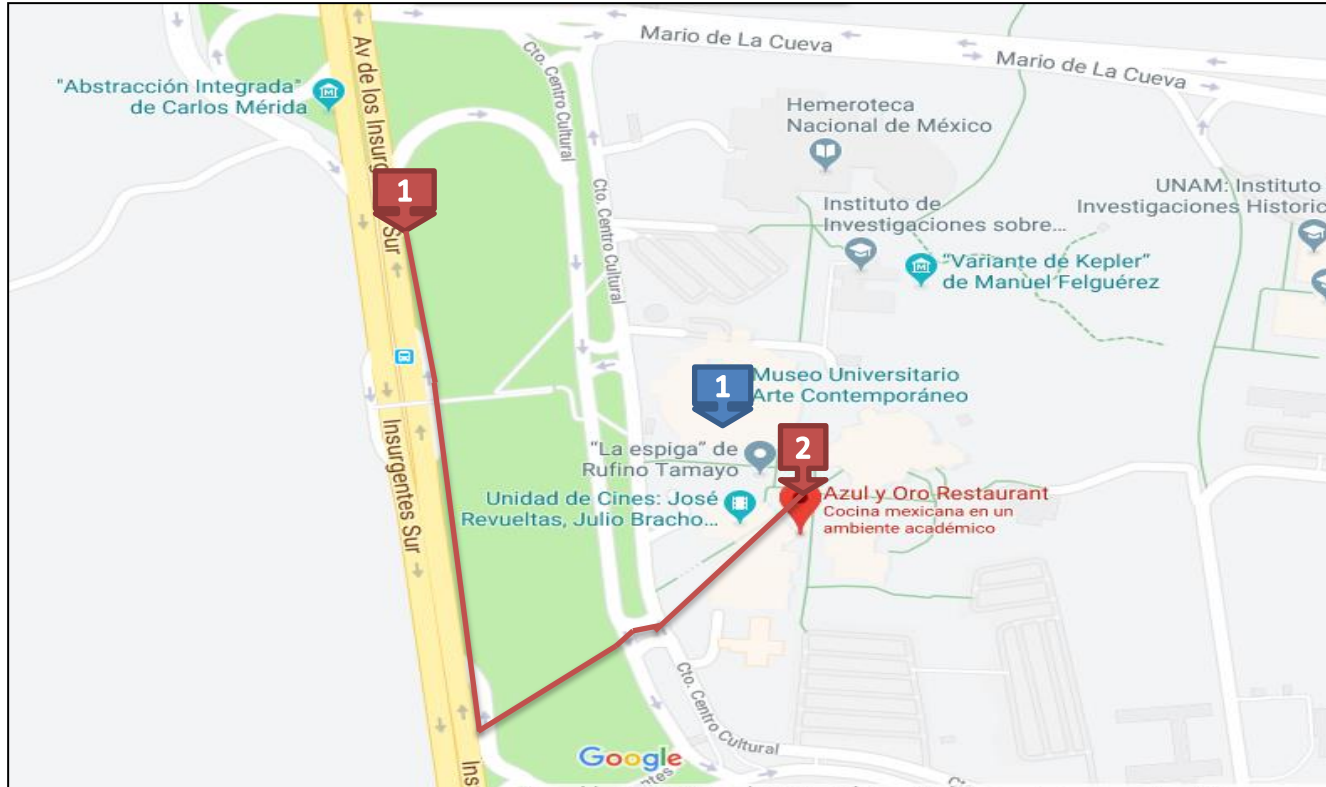 Mario de La Cueva
Mario de La Cueva
Av de los Insurg
Sur
Cto. Centro Cultural
"Abstracción Integrada"
de Carlos Mérida
Hemeroteca
Nacional de México
1
Cto. Centro Cultural
UNAM: Instituto
Investigaciones Historic
Instituto de
Investigaciones sobre...
"Variante de Kepler"
de Manuel Felguérez
1
Museo Universitario
Arte Contemporáneo
Insurgentes Sur
2
"La espiga" de
Rufino Tamayo
Unidad de Cines: José
Revueltas, Julio Bracho...
Azul y Oro Restaurant
Cocina mexicana en un
ambiente académico
Cto. Centro Cultural
Google
Ins